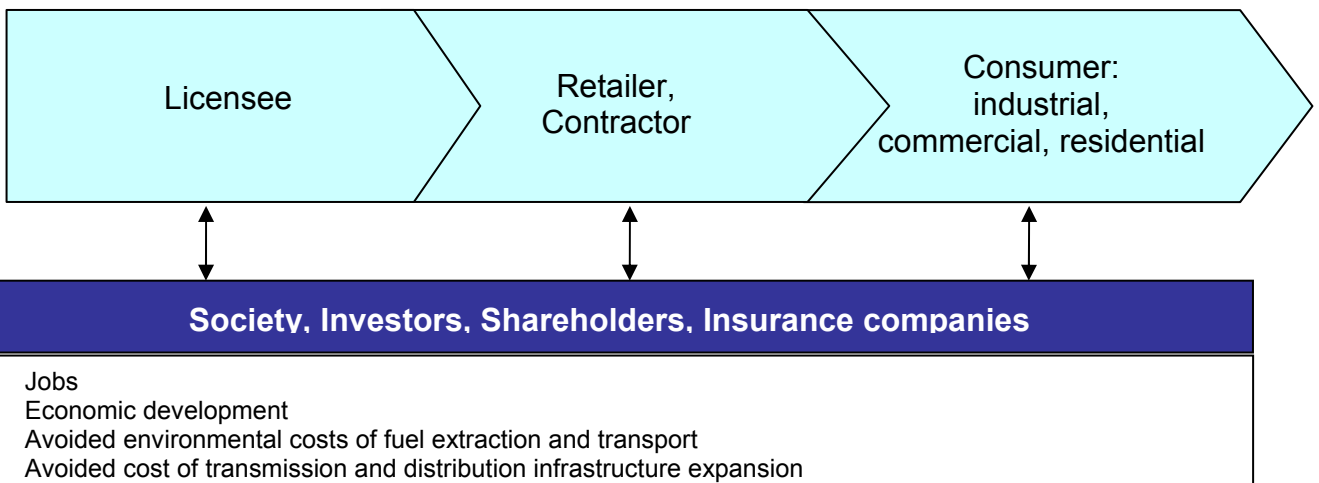 Licensee
Retailer,
Contractor
Consumer:
industrial,
commercial, residential
Society, Investors, Shareholders, Insurance companies
Jobs
Economic development
Avoided environmental costs of fuel extraction and transport
Avoided cost of transmission and distribution infrastructure expansion